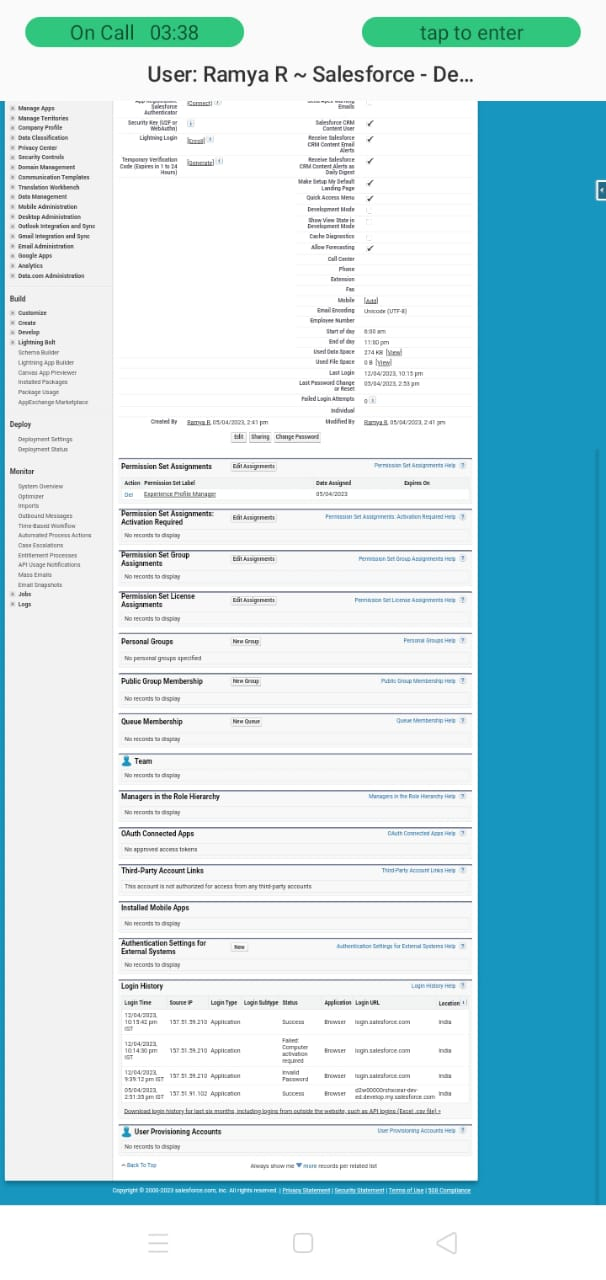 On Call 03:38
tap to enter
User: Ramya R ~ Salesforce - De...
Manage Apps
Manage Territories
Company Profile
Data Classification
Privacy Center
Security Controls
Domain Management
Communication Templates
Translation Workbench
Data Management
Mobile Administration
Desktop Administration
Outlook Integration and Sync
Gmail Integration and Sync
Email Administration
Google Apps
Analytics
Data.com Administration
Build
Customize
Create
Develop
Lightning Bolt
Schema Builder
Lightning App Builder
Canvas App Previewer
Installed Packages
Package Usage
AppExchange Marketplace
Deploy
Deployment Settings
Deployment Status
Monitor
System Overview
Optimizer
Imports
Outbound Messages
Time-Based Workflow
Automated Process Actions
Case Escalations
Entitlement Processes
API Usage Notifications
Mass Emails
Email Snapshots
Jobs
Logs
Salesforce
Authenticator
[Connect] i
Security Key (U2F or
WebAuthn)
i
Lightning Login
[Enroll] i
Temporary Verification
Code (Expires in 1 to 24
Hours)
[Generate] i
Emails
Salesforce CRM
Content User
Receive Salesforce
CRM Content Email
Alerts
Receive Salesforce
CRM Content Alerts as
Daily Digest
Make Setup My Default
Landing Page
Quick Access Menu
Development Mode
Show View State in
Development Mode
Cache Diagnostics
Allow Forecasting
Call Center
Phone
Extension
Fax
Mobile [Add]
Email Encoding Unicode (UTF-8)
Employee Number
Start of day 6:00 am
End of day 11:00 pm
Used Data Space 274 KB [View]
Used File Space 0 B [View]
Last Login 12/04/2023, 10:15 pm
Last Password Change
or Reset
05/04/2023, 2:53 pm
Failed Login Attempts 0 i
Individual
Created By Ramya R, 05/04/2023, 2:41 pm
Modified By Ramya R, 05/04/2023, 2:41 pm
Edit Sharing Change Password
Permission Set Assignments Edit Assignments Permission Set Assignments Help ?
Action Permission Set Label Date Assigned Expires On
Del Experience Profile Manager 05/04/2023
Permission Set Assignments:
Activation Required
Edit Assignments Permission Set Assignments: Activation Required Help ?
No records to display
Permission Set Group
Assignments
Edit Assignments Permission Set Group Assignments Help ?
No records to display
Permission Set License
Assignments
Edit Assignments Permission Set License Assignments Help ?
No records to display
Personal Groups New Group Personal Groups Help ?
No personal groups specified
Public Group Membership New Group Public Group Membership Help ?
No records to display
Queue Membership New Queue Queue Membership Help ?
No records to display
Team
No records to display
Managers in the Role Hierarchy Managers in the Role Hierarchy Help ?
No records to display
OAuth Connected Apps OAuth Connected Apps Help ?
No approved access tokens
Third-Party Account Links Third-Party Account Links Help ?
This account is not authorized for access from any third-party accounts
Installed Mobile Apps
No records to display
Authentication Settings for
External Systems
New Authentication Settings for External Systems Help ?
No records to display
Login History Login History Help ?
Login Time Source IP Login Type Login Subtype Status Application Login URL Location i
12/04/2023,
10:15:42 pm
IST
157.51.59.210 Application Success Browser login.salesforce.com India
12/04/2023,
10:14:30 pm
IST
157.51.59.210 Application
Failed:
Computer
activation
required
Browser login.salesforce.com India
12/04/2023,
9:39:12 pm IST
157.51.59.210 Application
Invalid
Password
Browser login.salesforce.com India
05/04/2023,
2:51:35 pm IST
157.51.91.102 Application Success Browser
ed.develop.my.salesforce.com India
Download login history for last six months, including logins from outside the website, such as API logins (Excel .csv file) »
User Provisioning Accounts User Provisioning Accounts Help ?
No records to display
^ Back To Top Always show me more records per related list
Copyright © 2000-2023 salesforce.com, inc. All rights reserved. | Privacy Statement | Security Statement | Terms of Use | 508 Compliance